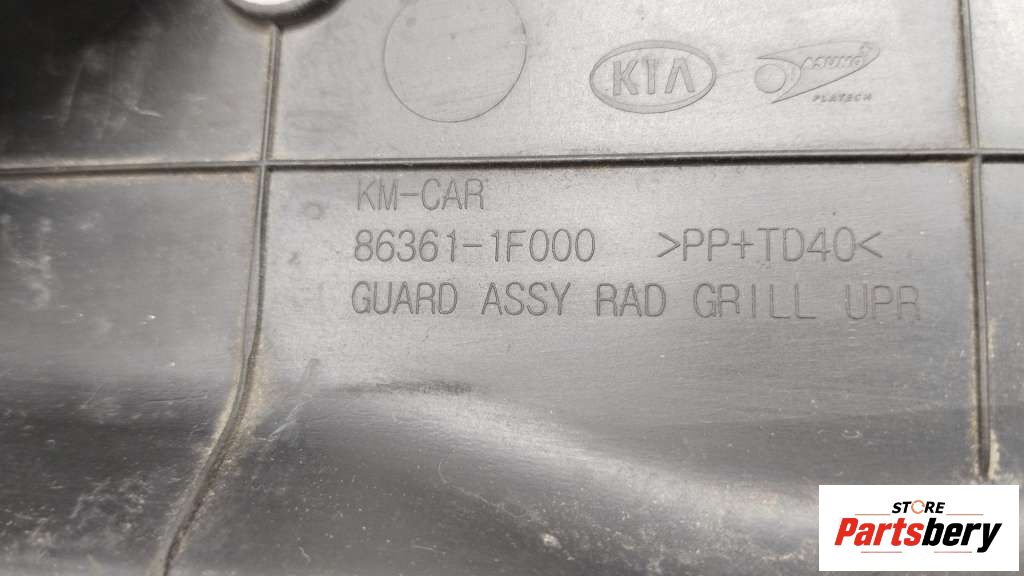 KIA
PLATECH
KM-CAR
86361-1F000 >PP+TD40<
GUARD ASSY RAD GRILL UPR
STORE
Partsbery